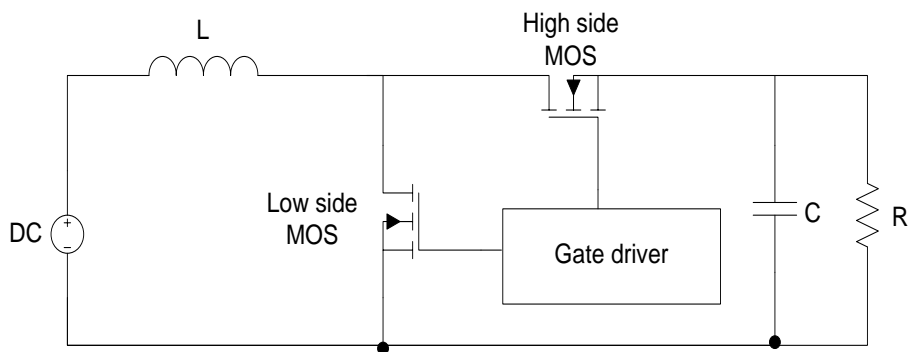 L
High side
MOS
Low side
MOS
DC
+
−
Gate driver
C
R